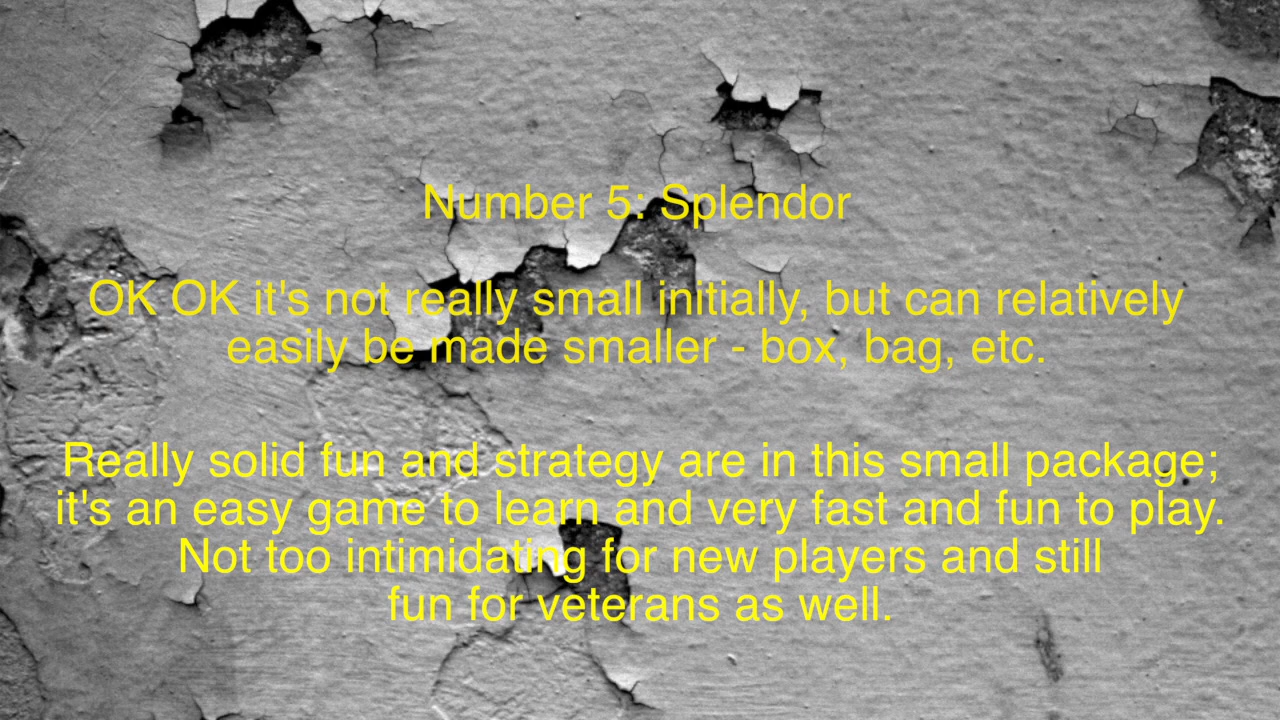 Number 5: Splendor
OK OK it's not really small initially, but can relatively
easily be made smaller - box, bag, etc.
Really solid fun and strategy are in this small package;
it's an easy game to learn and very fast and fun to play.
Not too intimidating for new players and still
fun for veterans as well.